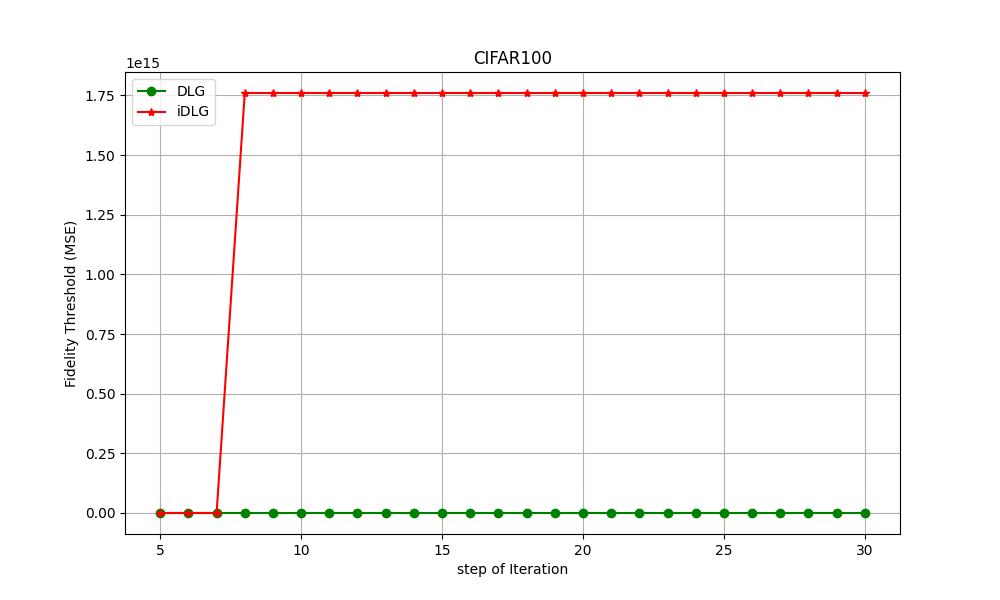 CIFAR100
1e15
DLG
iDLG
1.75
1.50
1.25
1.00
0.75
0.50
0.25
0.00
Fidelity Threshold (MSE)
5 10 15 20 25 30
step of Iteration